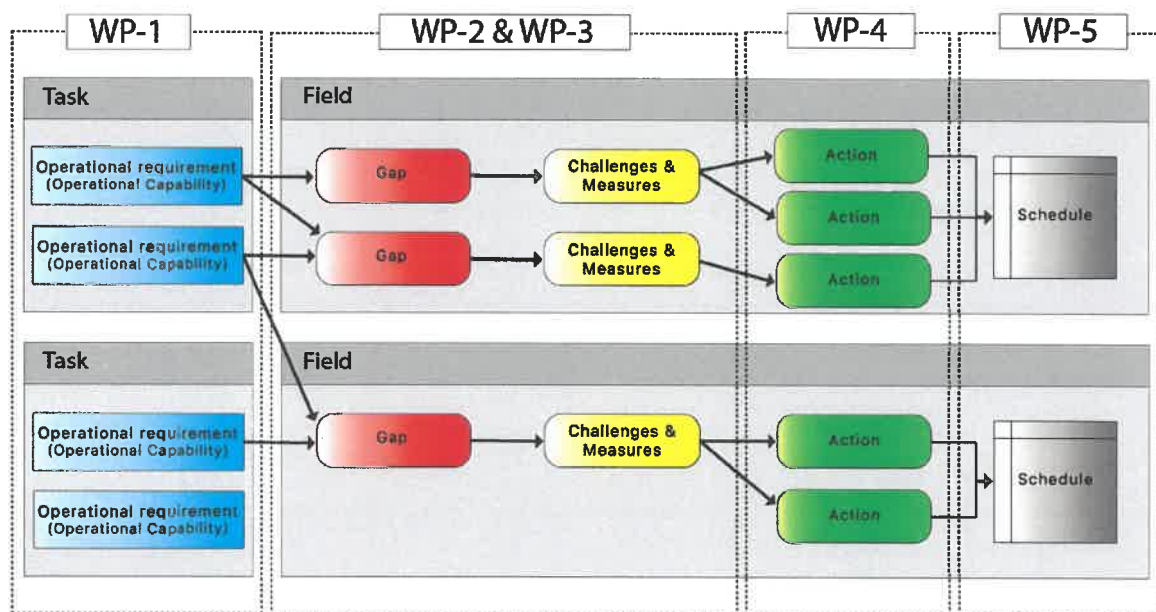 WP-1
WP-2 & WP-3
WP-4
WP-5
Task
Field
Operational requirement
(Operational Capability)
Gap
Challenges &
Measures
Action
Action
Operational requirement
(Operational Capability)
Gap
Challenges &
Measures
Action
Schedule
Task
Field
Operational requirement
(Operational Capability)
Gap
Challenges &
Measures
Action
Operational requirement
(Operational Capability)
Action
Schedule